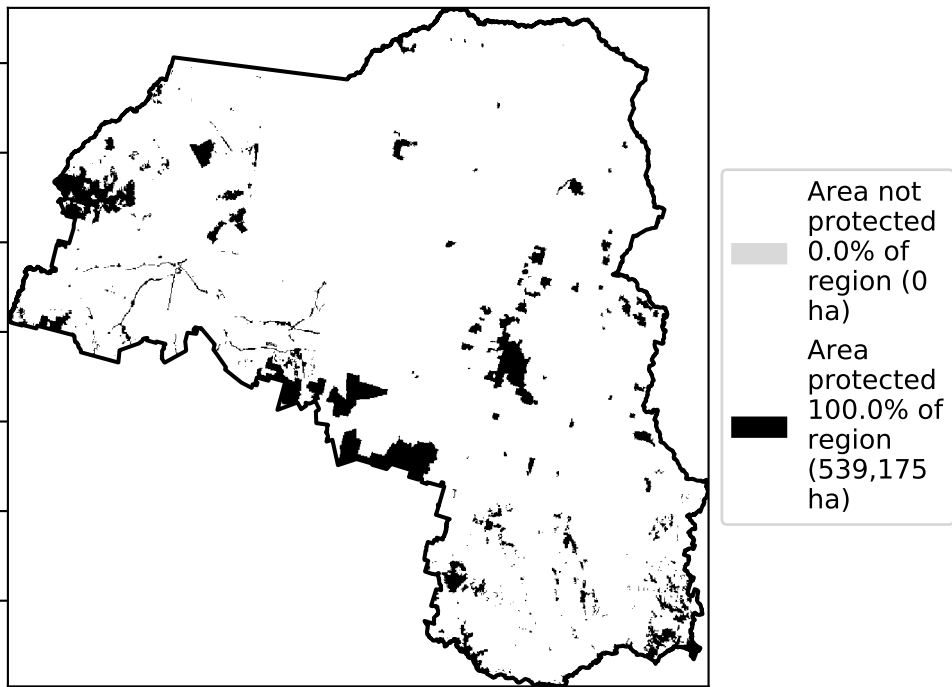 Area not
protected
0.0% of
region (0
ha)
Area
protected
100.0% of
region
(539,175
ha)